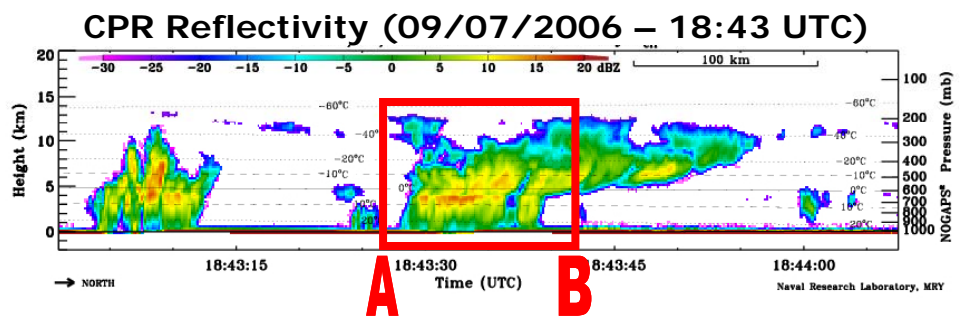 CPR Reflectivity (09/07/2006 – 18:43 UTC)
20
-30 -25 -20 -15 -10 -5 0 5 10 15 20 dBZ
100 km
100
15
-60°C
-60°C
200
10
-40°
-48°C
300
-20°C
-20°C
400
-10°C
-10°C
500
5
0°
0°C
600
700
10°C
800
-20°C
0
1000
Height (km)
Pressure (mb)
NOGAPS
18:43:15 18:43:30 8:43:45 18:44:00
→ NORTH
A
Time (UTC)
B
Naval Research Laboratory, MRY